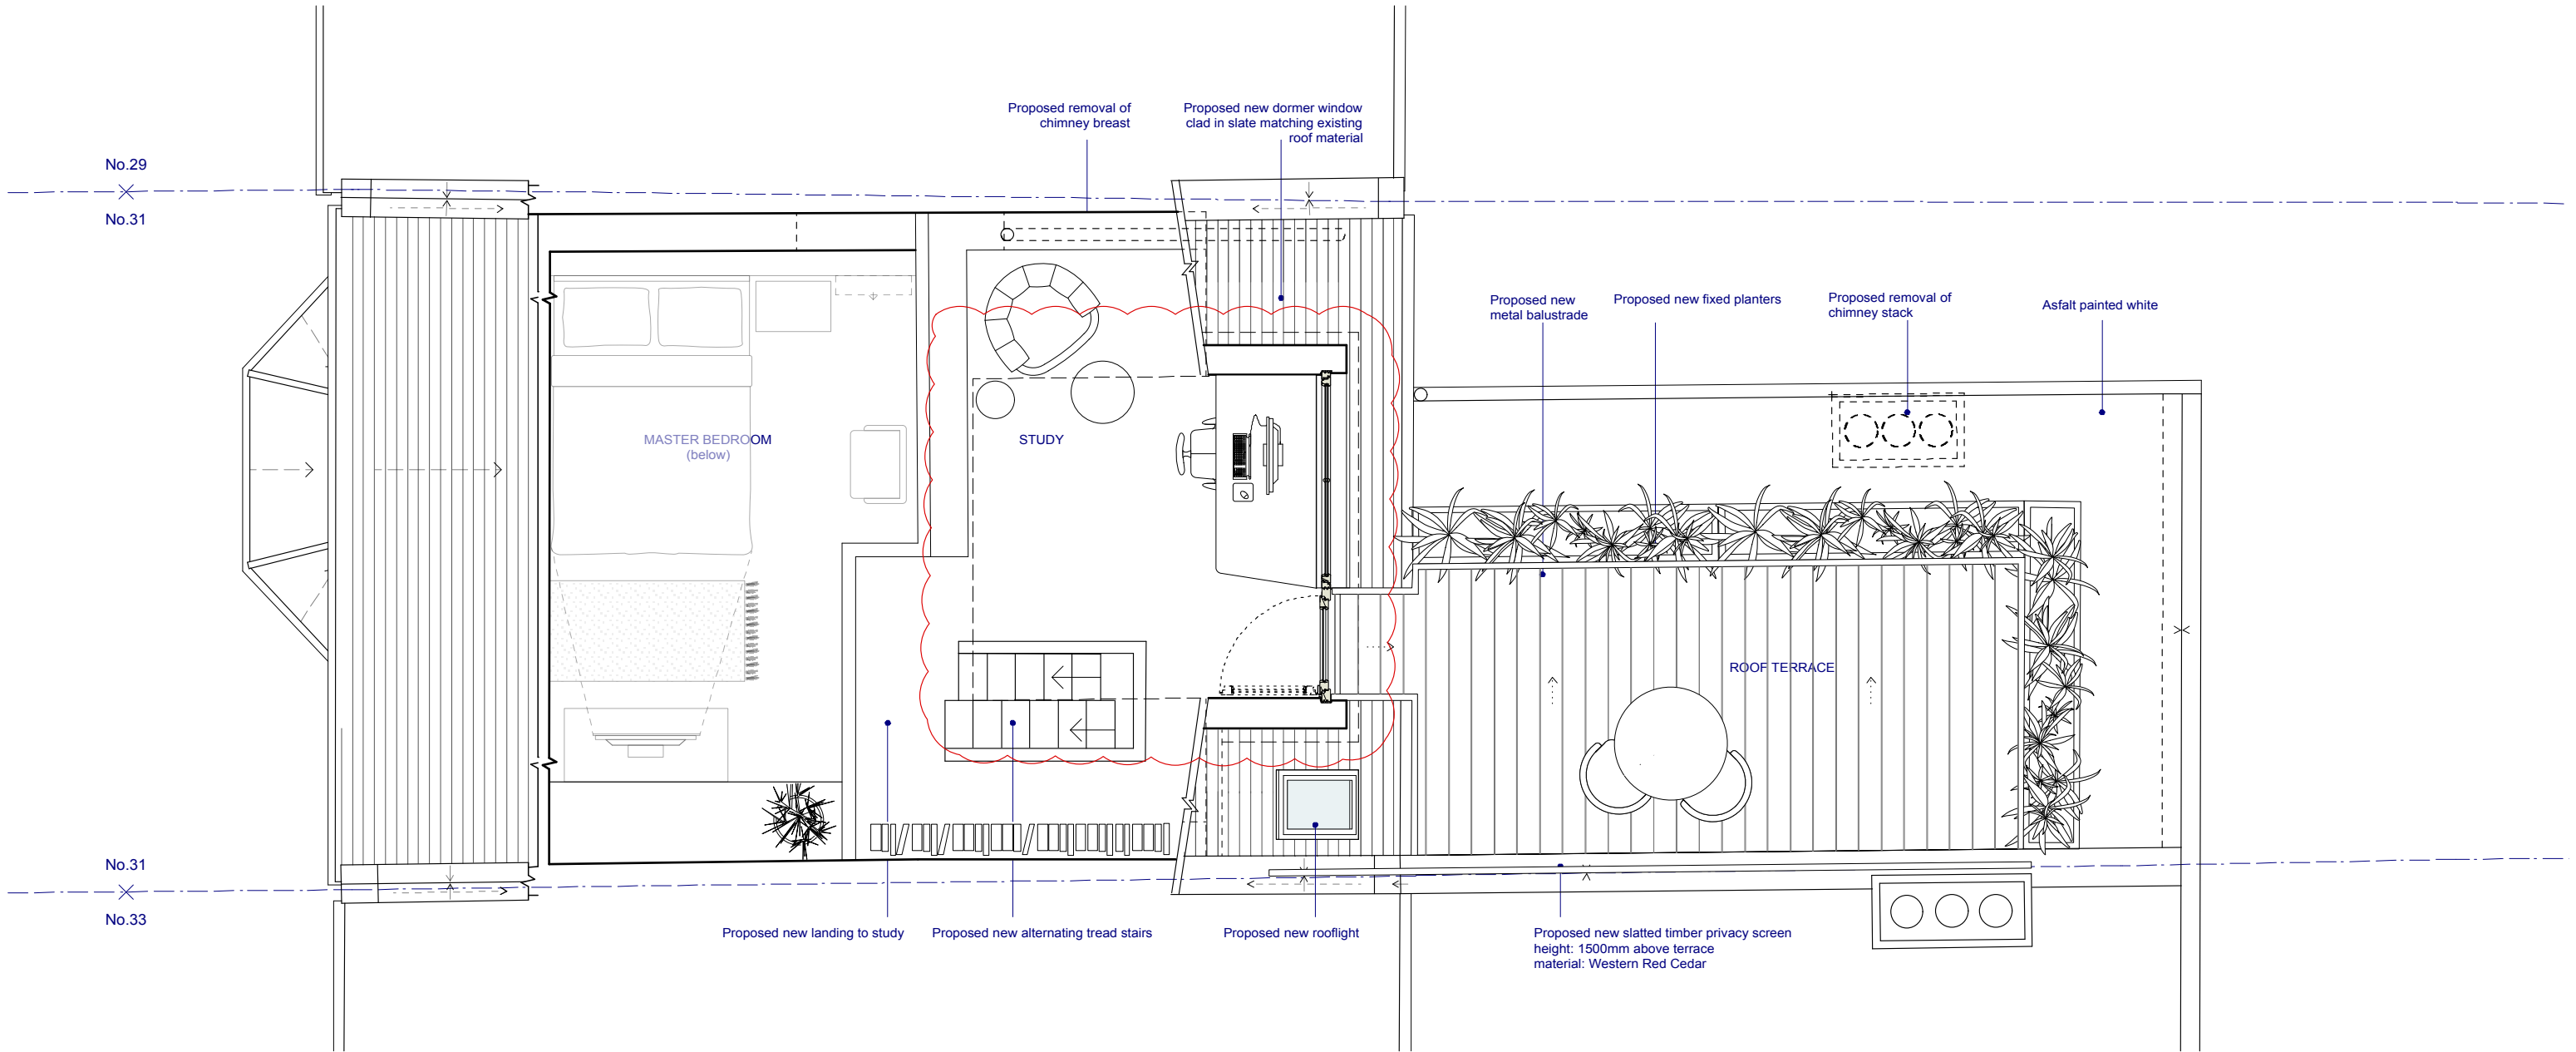 Proposed removal of
chimney breast
Proposed new dormer window
clad in slate matching existing
roof material
No.29
No.31
Proposed new
metal balustrade
Proposed new fixed planters
Proposed removal of
chimney stack
Asfalt painted white
MASTER BEDROOM
(below)
STUDY
ROOF TERRACE
No.31
No.33
Proposed new landing to study
Proposed new alternating tread stairs
Proposed new rooflight
Proposed new slatted timber privacy screen
height: 1500mm above terrace
material: Western Red Cedar